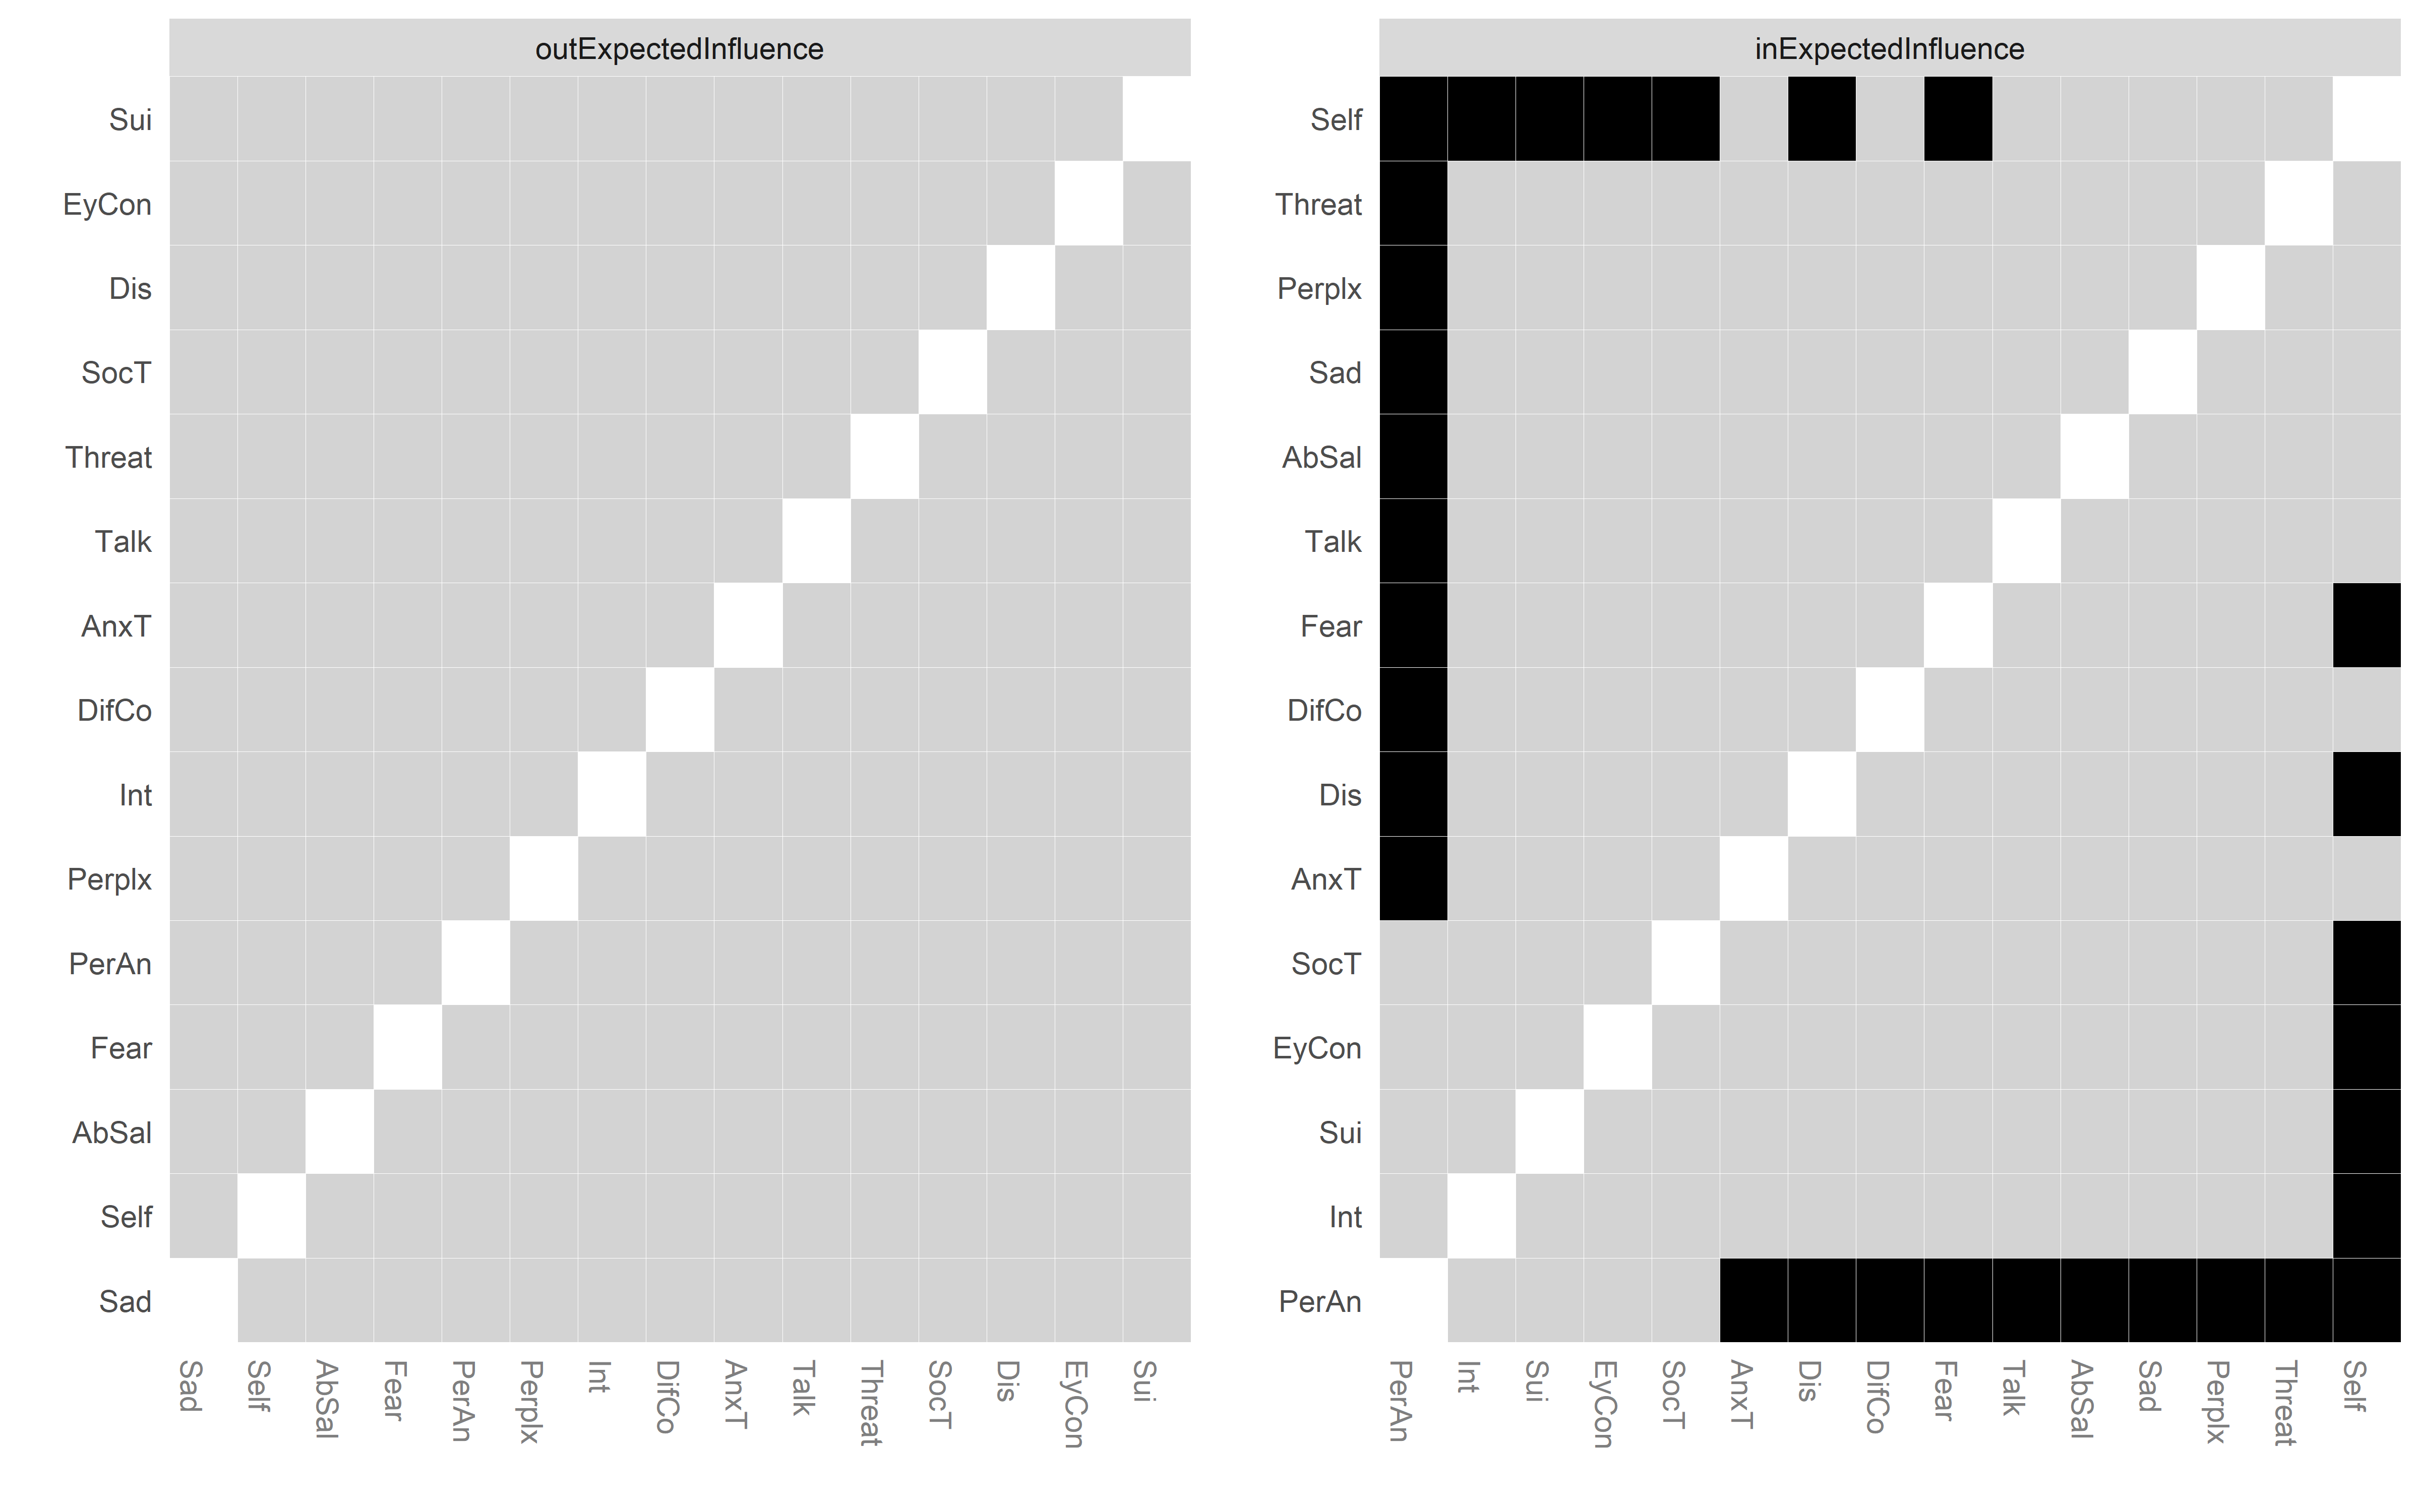 outExpectedInfluence
Sui
EyCon
Dis
SocT
Threat
Talk
AnxT
DifCo
Int
Perplx
PerAn
Fear
AbSal
Self
Sad
Sad
Self
AbSal
Fear
PerAn
Perplx
Int
DifCo
AnxT
Talk
Threat
SocT
Dis
EyCon
Sui
inExpectedInfluence
Self
Threat
Perplx
Sad
AbSal
Talk
Fear
DifCo
Dis
AnxT
SocT
EyCon
Sui
Int
PerAn
PerAn
Int
Sui
EyCon
SocT
AnxT
Dis
DifCo
Fear
Talk
AbSal
Sad
Perplx
Threat
Self